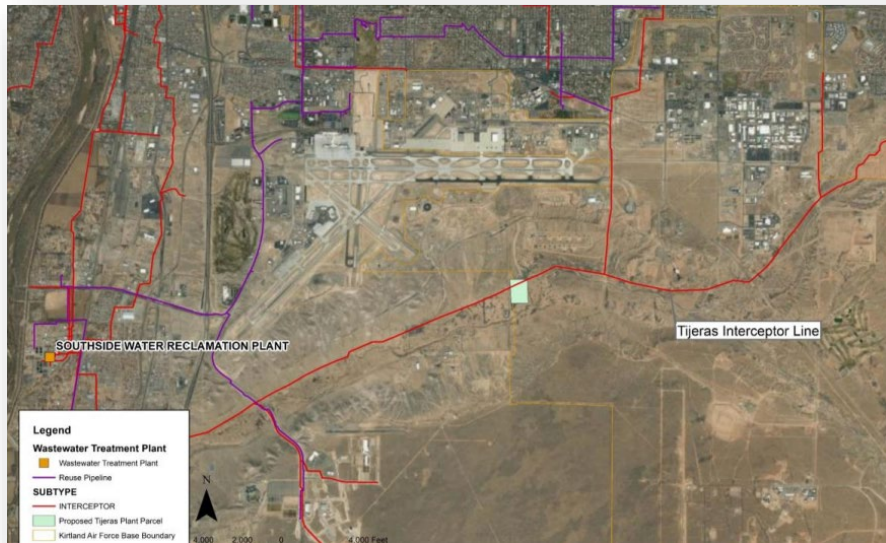 SOUTHSIDE WATER RECLAMATION PLANT
Tijeras Interceptor Line
Legend
Wastewater Treatment Plant
Wastewater Treatment Plant
Reuse Pipeline
SUBTYPE
INTERCEPTOR
Proposed Tijeras Plant Parcel
Kirtland Air Force Base Boundary
N
4,000 2,000 0 4,000 Feet